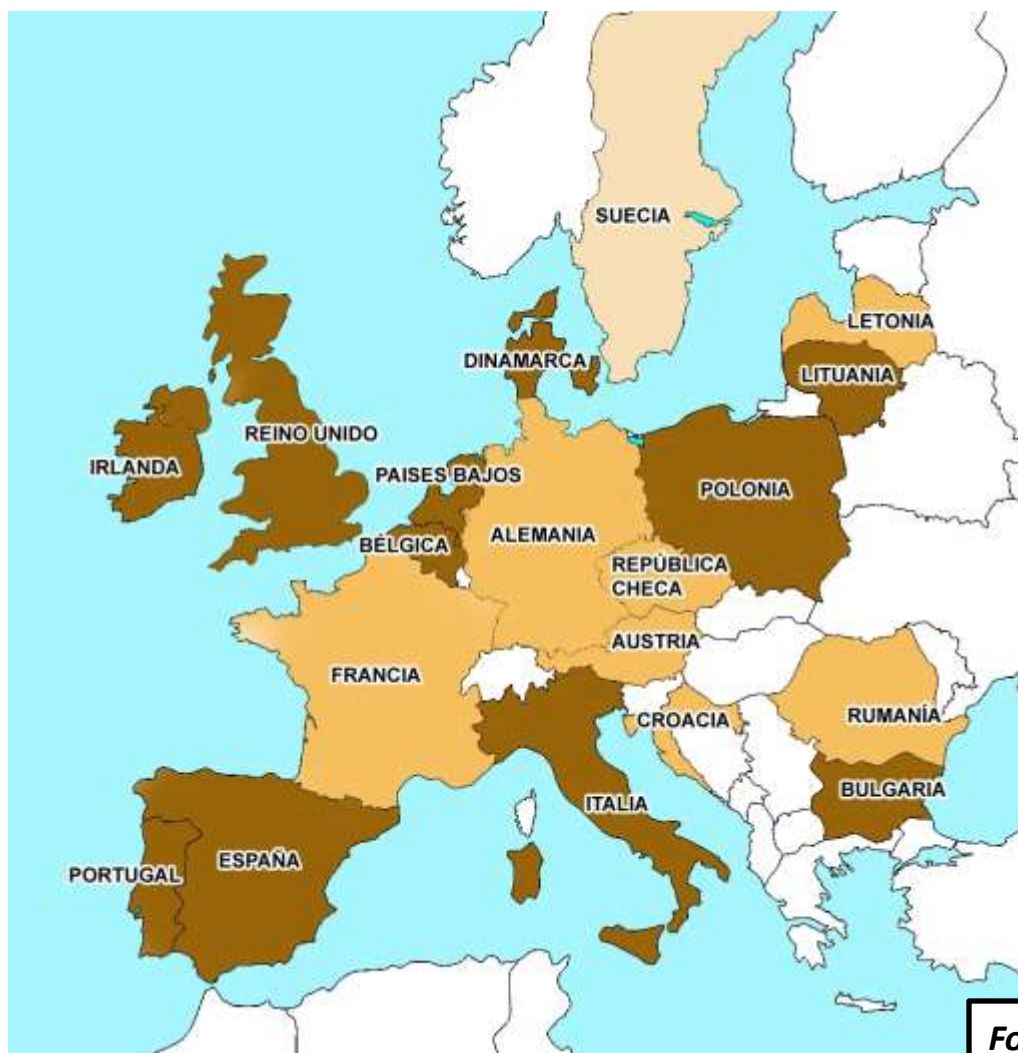 SUECIA
LETONIA
DINAMARCA
LITUANIA
REINO UNIDO
IRLANDA
PAISES BAJOS
POLONIA
ALEMANIA
BÉLGICA
REPÚBLICA
CHECA
AUSTRIA
FRANCIA
CROACIA
RUMANÍA
BULGARIA
ITALIA
ESPAÑA
PORTUGAL
Fo